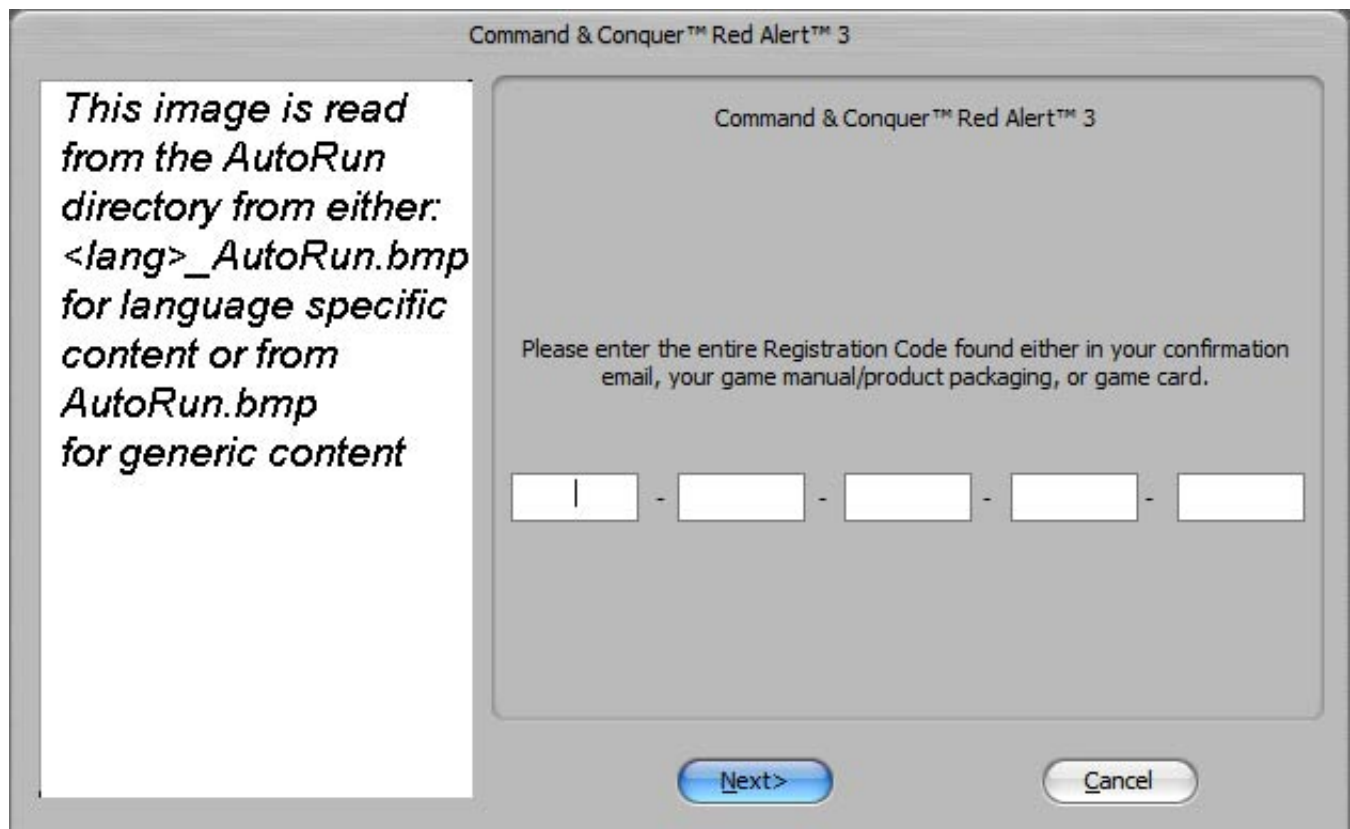 Command & Conquer™ Red Alert™ 3
This image is read
from the AutoRun
directory from either:
<lang>_AutoRun.bmp
for language specific
content or from
AutoRun.bmp
for generic content
Command & Conquer™ Red Alert™ 3
Please enter the entire Registration Code found either in your confirmation
email, your game manual/product packaging, or game card.
- - - -
Next> Cancel